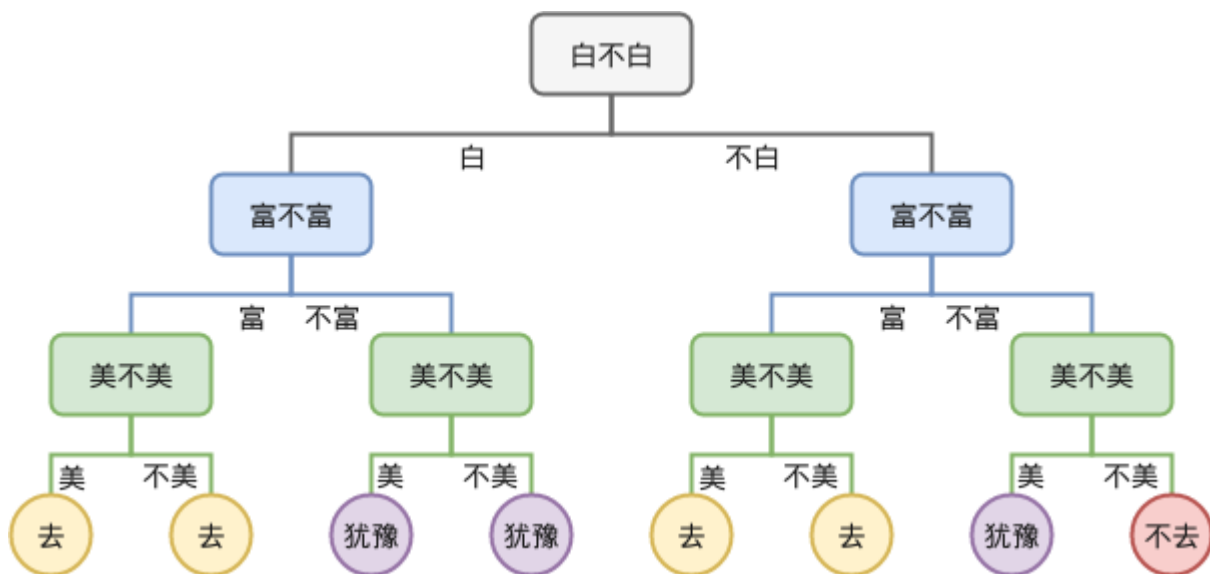 白不白
白
不白
富不富
富不富
富
不富
富
不富
美不美
美不美
美不美
美不美
美
不美
美
不美
美
不美
美
不美
去
去
犹豫
犹豫
去
去
犹豫
不去